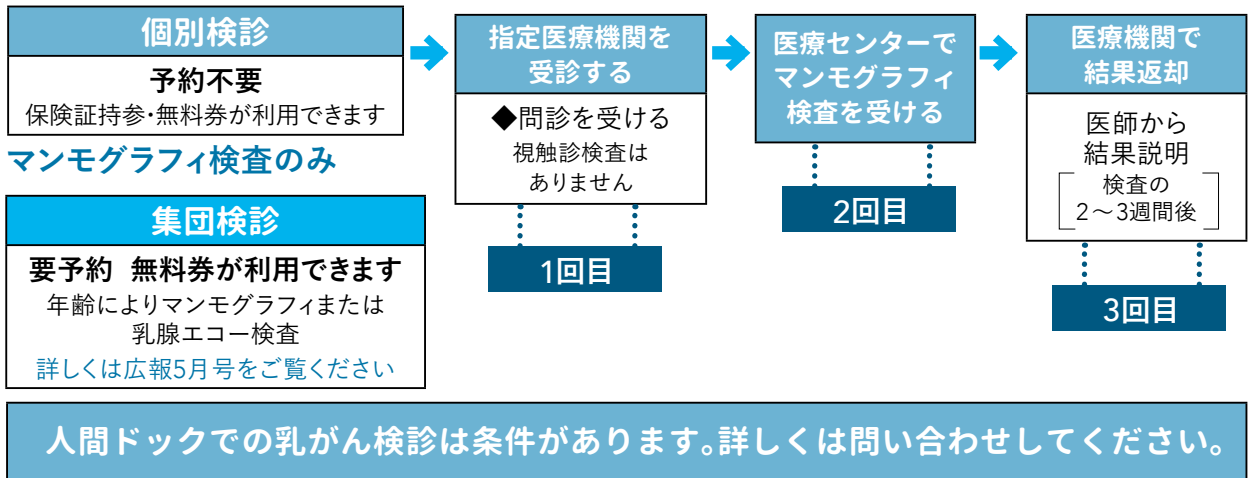 個別検診
予約不要
保険証持参・無料券が利用できます
マンモグラフィ検査のみ
指定医療機関を
受診する
◆問診を受ける
視触診検査は
ありません
1回目
医療センターで
マンモグラフィ
検査を受ける
2回目
医療機関で
結果返却
医師から
結果説明
検査の
2〜3週間後
3回目
集団検診
要予約 無料券が利用できます
年齢によりマンモグラフィまたは
乳腺エコー検査
詳しくは広報5月号をご覧ください
人間ドックでの乳がん検診は条件があります。詳しくは問い合わせしてください。